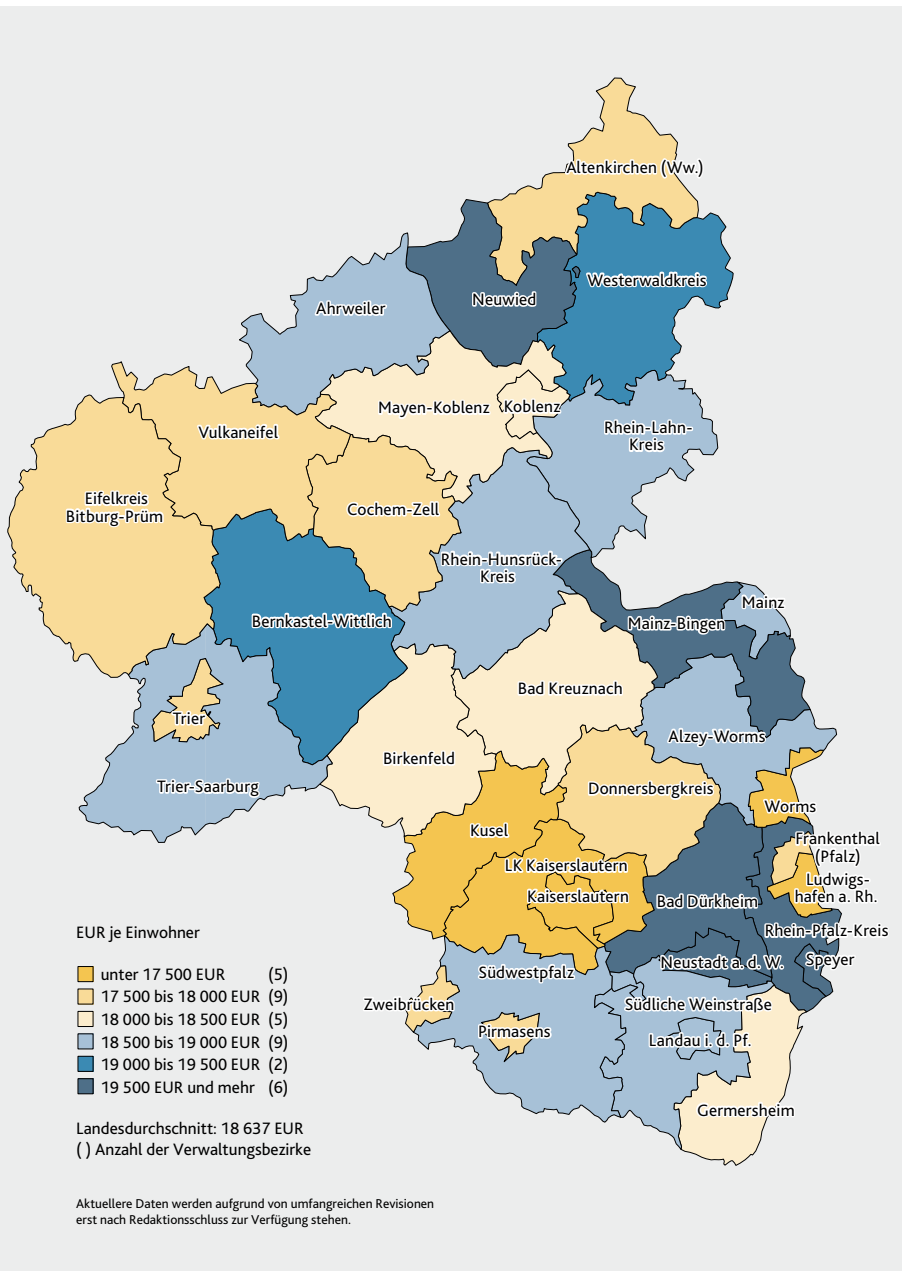 Altenkirchen (Ww.)
Westerwaldkreis
Neuwied
Ahrweiler
Mayen-Koblenz
Koblenz
Rhein-Lahn-
Kreis
Vulkaneifel
Eifelkreis
Bitburg-Prüm
Cochem-Zell
Rhein-Hunsrück-
Kreis
Mainz
Mainz-Bingen
Bernkastel-Wittlich
Bad Kreuznach
Trier
Alzey-Worms
Birkenfeld
Trier-Saarburg
Donnersbergkreis
Worms
Kusel
Frankenthal
(Pfalz)
LK Kaiserslautern
Ludwigs-
hafen a. Rh.
Kaiserslautern
Bad Dürkheim
Rhein-Pfalz-Kreis
Neustadt a. d. W.
Speyer
Südwestpfalz
Zweibrücken
Südliche Weinstraße
Pirmasens
Landau i. d. Pf.
Germersheim
EUR je Einwohner
unter 17 500 EUR (5)
17 500 bis 18 000 EUR (9)
18 000 bis 18 500 EUR (5)
18 500 bis 19 000 EUR (9)
19 000 bis 19 500 EUR (2)
19 500 EUR und mehr (6)
Landesdurchschnitt: 18 637 EUR
( ) Anzahl der Verwaltungsbezirke
Aktuellere Daten werden aufgrund von umfangreichen Revisionen
erst nach Redaktionsschluss zur Verfügung stehen.